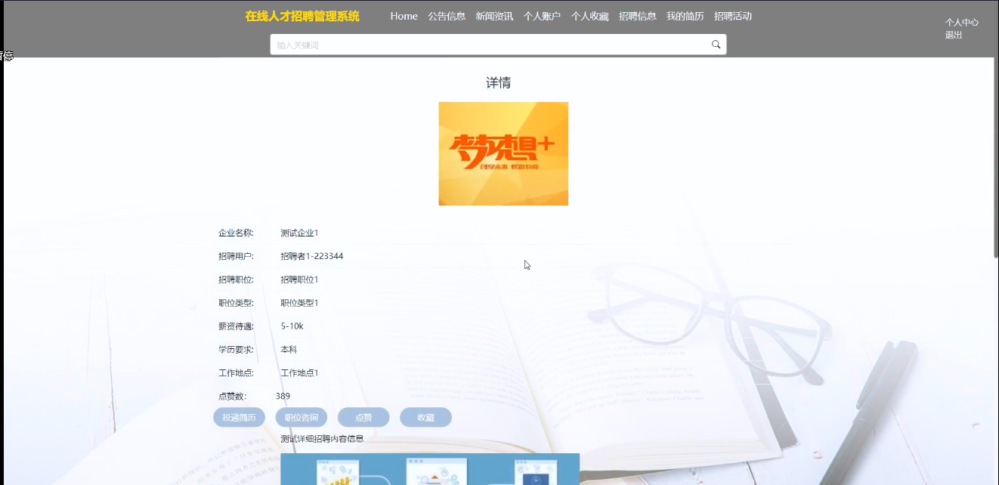 在线人才招聘管理系统 Home 公告信息 新闻资讯 个人账户 个人收藏 招聘信息 我的简历 招聘活动
个人中心
退出
输入关键词
停
详情
梦想+
企业名称: 测试企业1
招聘用户: 招聘者1-223344
招聘职位: 招聘职位1
职位类型: 职位类型1
薪资待遇: 5-10k
学历要求: 本科
工作地点: 工作地点1
点赞数: 389
投递简历 职位咨询 点赞 收藏
测试详细招聘内容信息